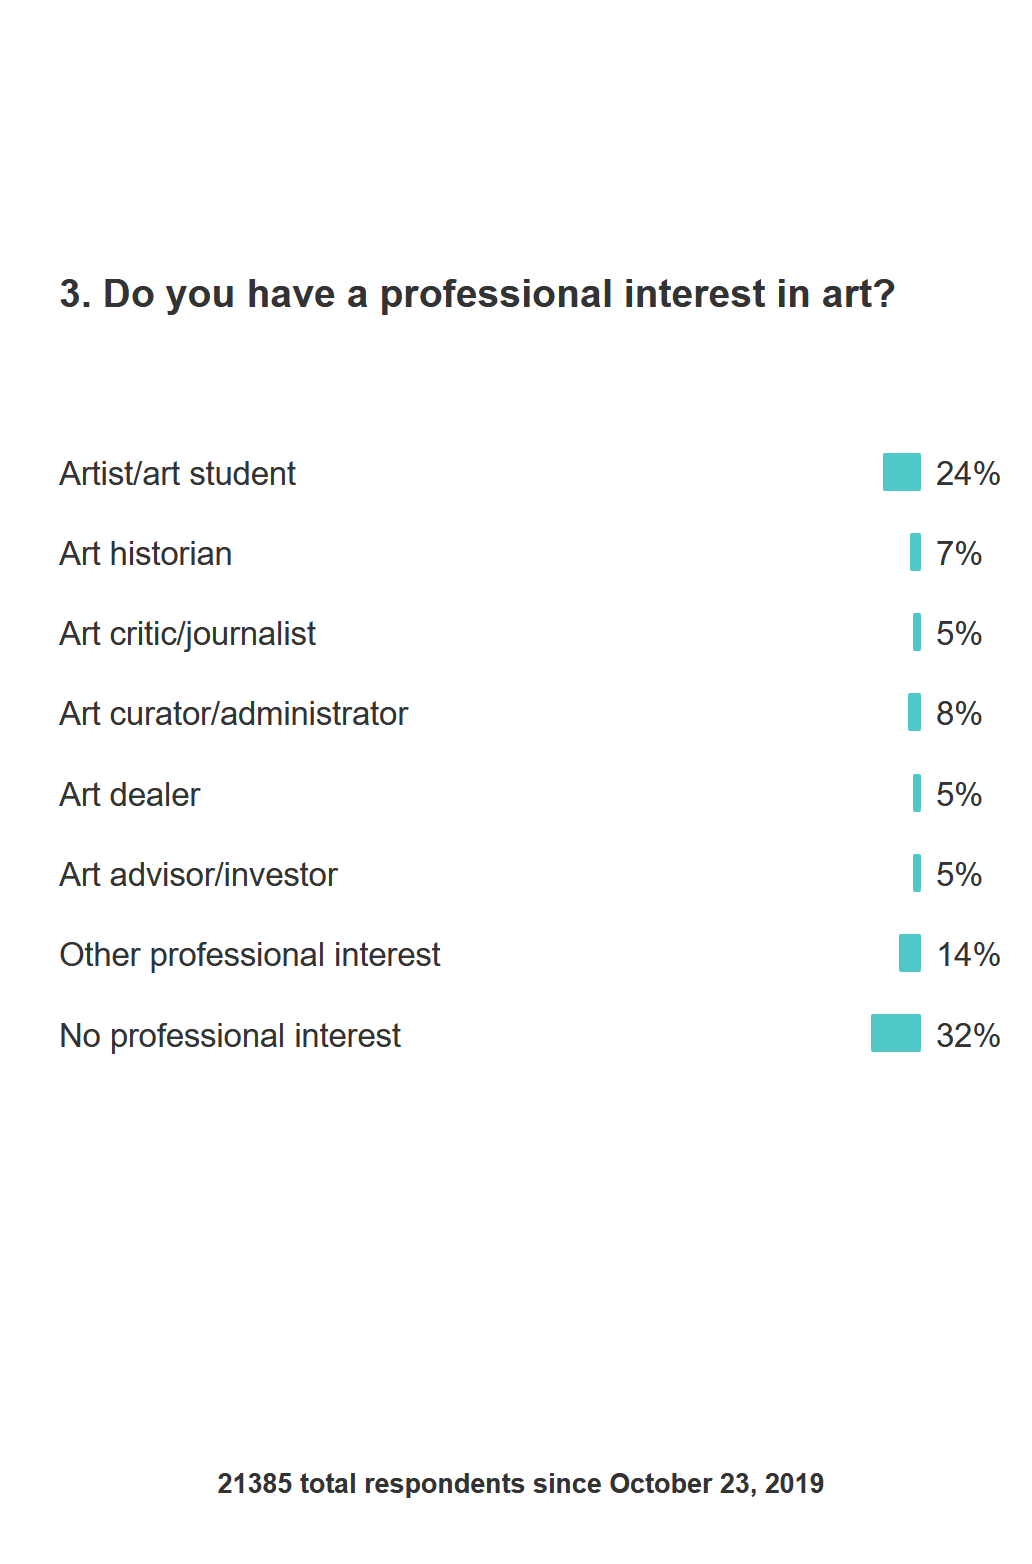 3. Do you have a professional interest in art?
Artist/art student 24%
Art historian 7%
Art critic/journalist 5%
Art curator/administrator 8%
Art dealer 5%
Art advisor/investor 5%
Other professional interest 14%
No professional interest 32%
21385 total respondents since October 23, 2019